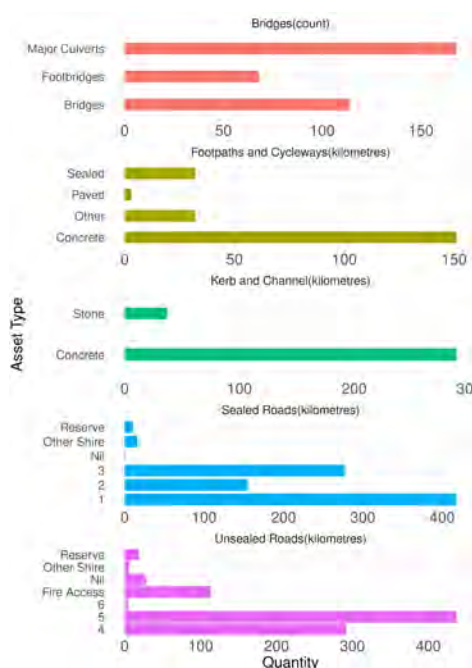 Bridges(count)
Major Culverts
Footbridges
Bridges
0 50 100 150
Footpaths and Cycleways(kilometres)
Sealed
Paved
Other
Concrete
0 50 100 150
Kerb and Channel(kilometres)
Stone
Concrete
0 100 200 30
Sealed Roads(kilometres)
Reserve
Other Shire
Nil
3
2
1
0 100 200 300 400
Unsealed Roads(kilometres)
Reserve
Other Shire
Nil
Fire Access
6
5
4
0 100 200 300 400
Quantity
Asset Type